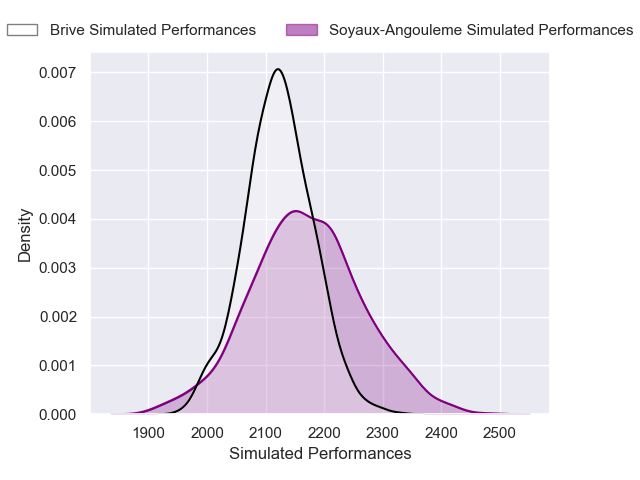 Brive Simulated Performances Soyaux-Angouleme Simulated Performances
0.007
0.006
0.005
0.004
0.003
0.002
0.001
0.000
Density
1900 2000 2100 2200 2300 2400 2500
Simulated Performances